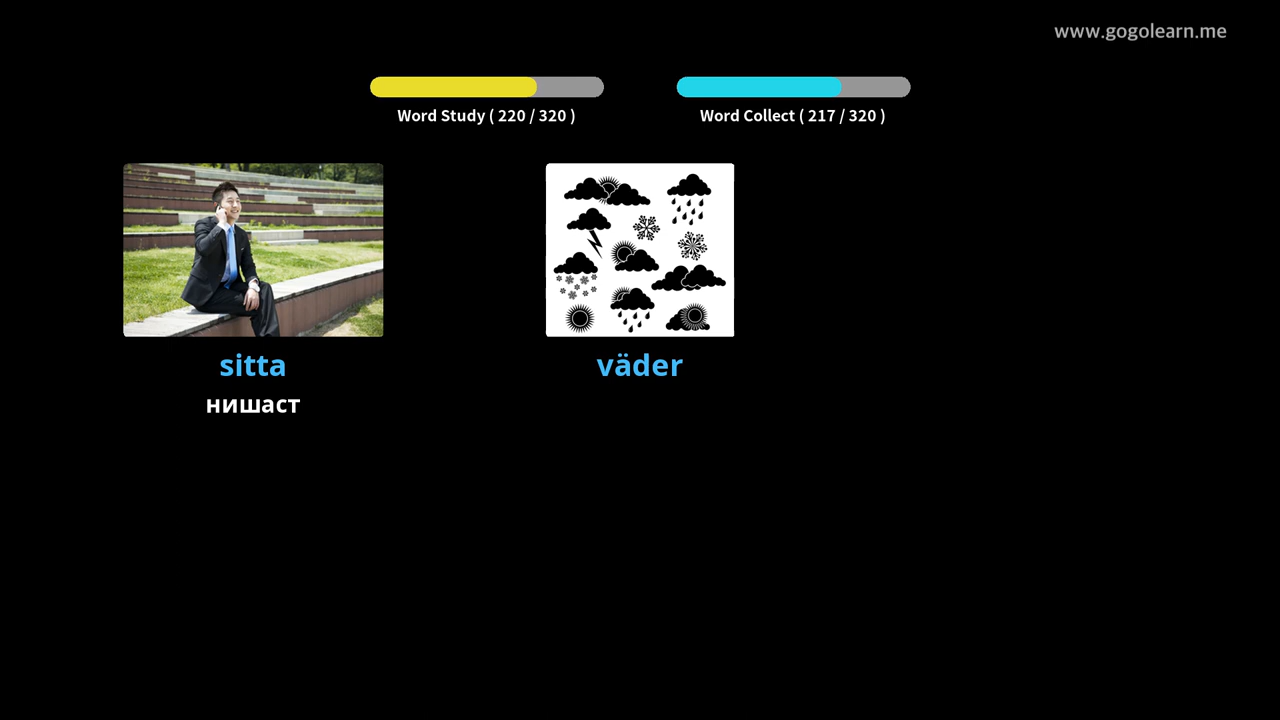 www.gogolearn.me
Word Study ( 220 / 320 )
Word Collect ( 217 / 320 )
sitta
väder
нишаст